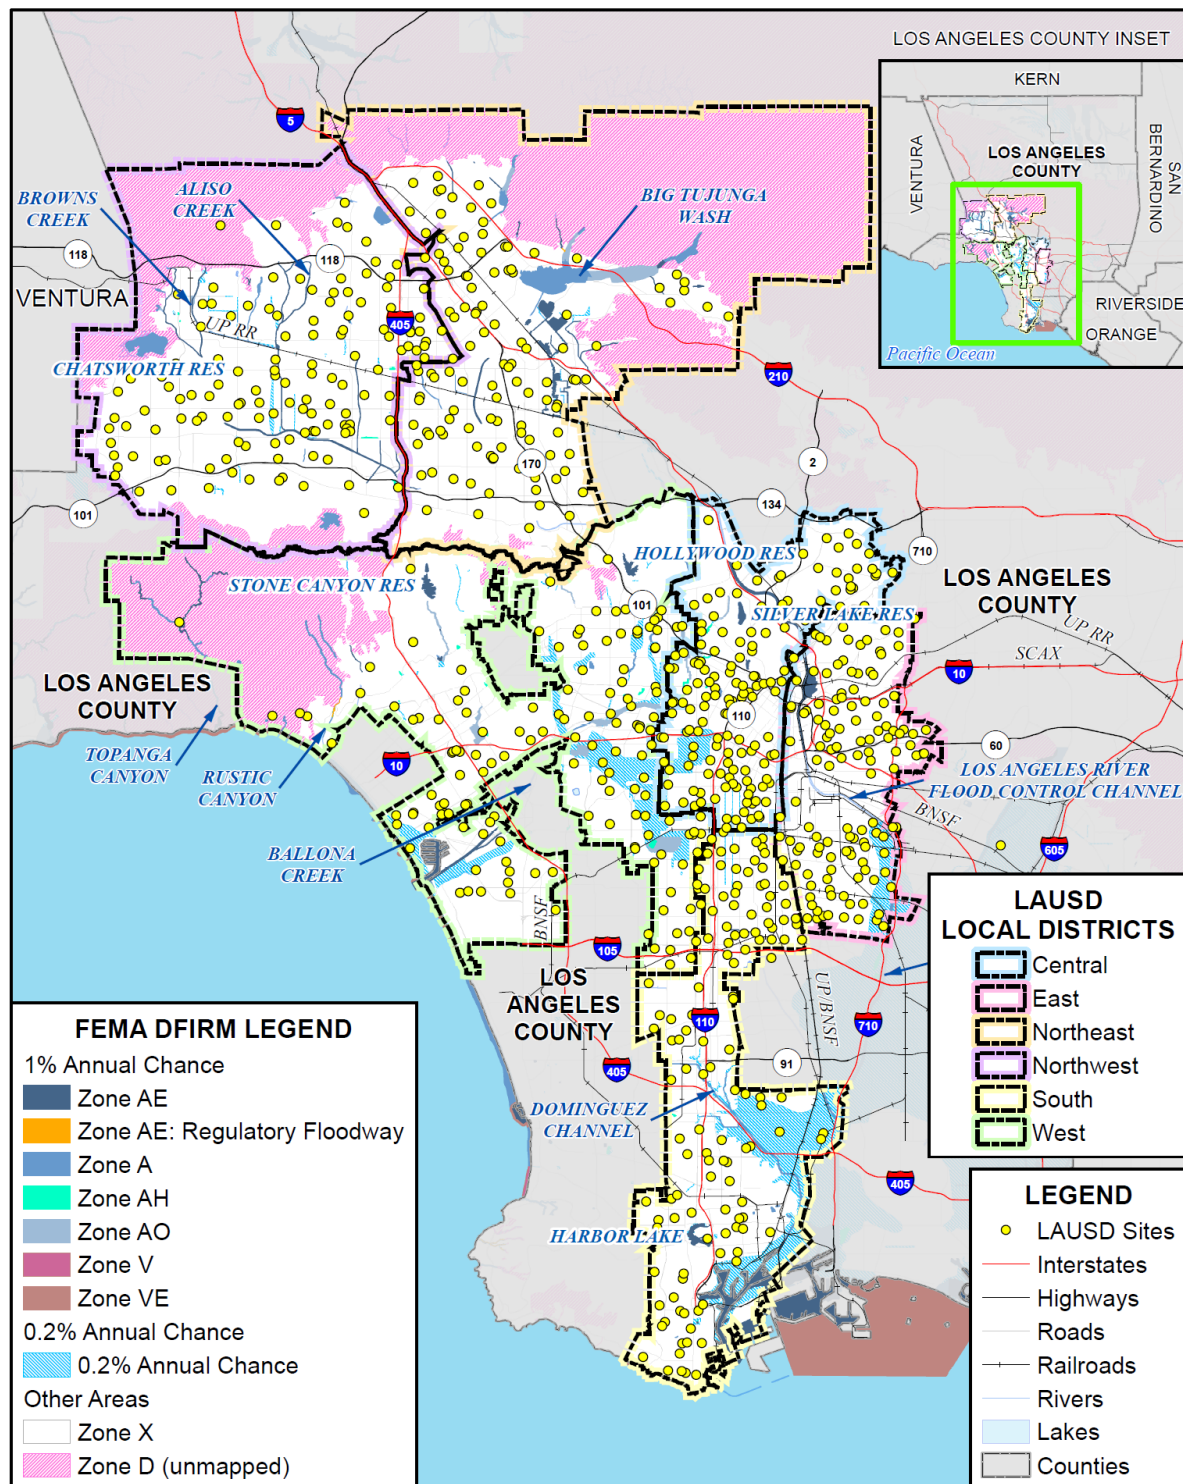 LOS ANGELES COUNTY INSET
KERN
VENTURA
LOS ANGELES
COUNTY
SAN
BERNARDINO
RIVERSIDE
ORANGE
Pacific Ocean
5
BROWNS
CREEK
ALISO
CREEK
BIG TUJUNGA
WASH
118
118
VENTURA
UP RR
405
CHATSWORTH RES
210
2
170
101
134
710
HOLLYWOOD RES
STONE CANYON RES
101
SILVER LAKE RES
LOS ANGELES
COUNTY
UP RR
SCAX
10
LOS ANGELES
COUNTY
110
60
TOPANGA
CANYON
RUSTIC
CANYON
10
LOS ANGELES RIVER
FLOOD CONTROL CHANNEL
BNSF
605
BALLONA
CREEK
BNSF
105
LOS
ANGELES
COUNTY
UP/BNSF
110
710
405
91
DOMINGUEZ
CHANNEL
405
HARBOR LAKE
LAUSD
LOCAL DISTRICTS
Central
East
Northeast
Northwest
South
West
FEMA DFIRM LEGEND
1% Annual Chance
Zone AE
Zone AE: Regulatory Floodway
Zone A
Zone AH
Zone AO
Zone V
Zone VE
0.2% Annual Chance
0.2% Annual Chance
Other Areas
Zone X
Zone D (unmapped)
LEGEND
LAUSD Sites
Interstates
Highways
Roads
Railroads
Rivers
Lakes
Counties